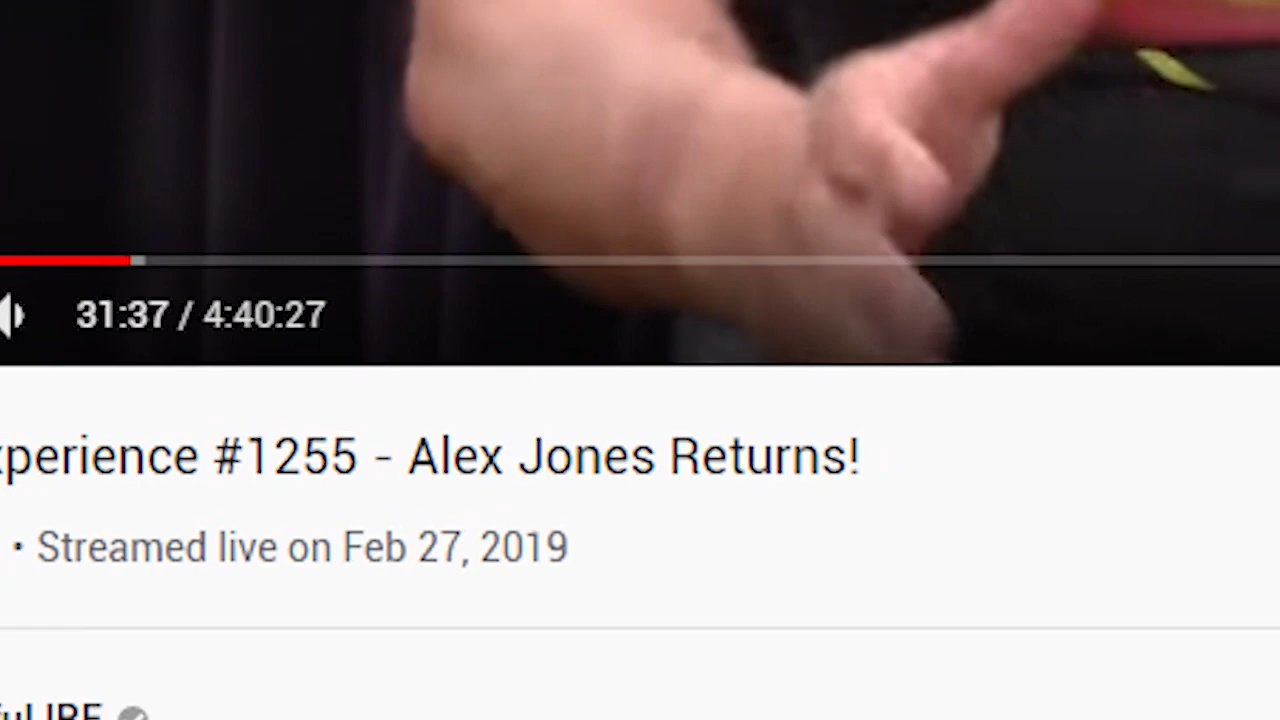 31:37 / 4:40:27
xperience #1255 - Alex Jones Returns!
• Streamed live on Feb 27, 2019